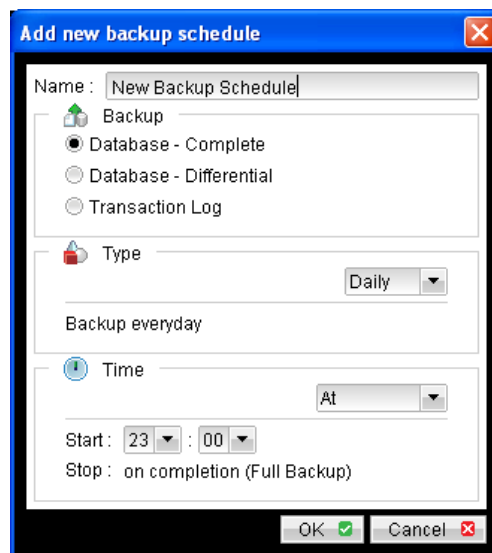 Add new backup schedule
Name : New Backup Schedule
Backup
Database - Complete
Database - Differential
Transaction Log
Type
Daily
Backup everyday
Time
At
Start : 23 : 00
Stop : on completion (Full Backup)
OK Cancel